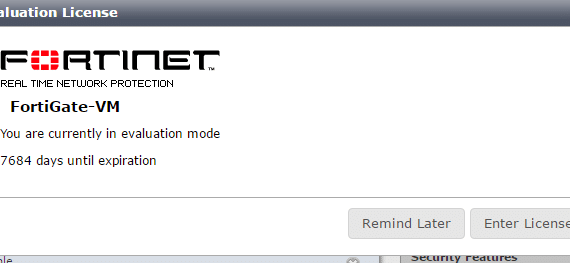 aluation License
FORTINET
REAL TIME NETWORK PROTECTION
FortiGate-VM
You are currently in evaluation mode
7684 days until expiration
Remind Later
Enter License
Security Features